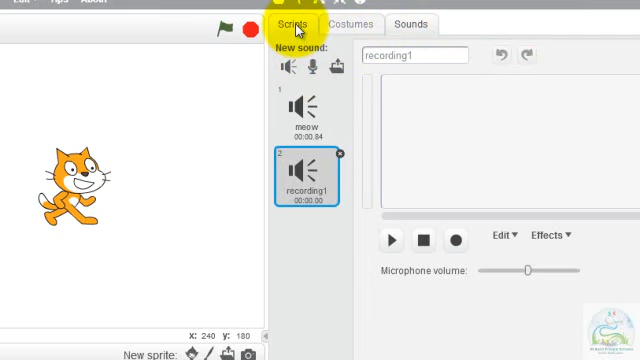 Edit Tips About
Scripts Costumes Sounds
New sound:
recording1
1
meow
00:00.84
2
recording1
00:00.00
Edit Effects
Microphone volume:
x: 240 y: 180
New sprite: